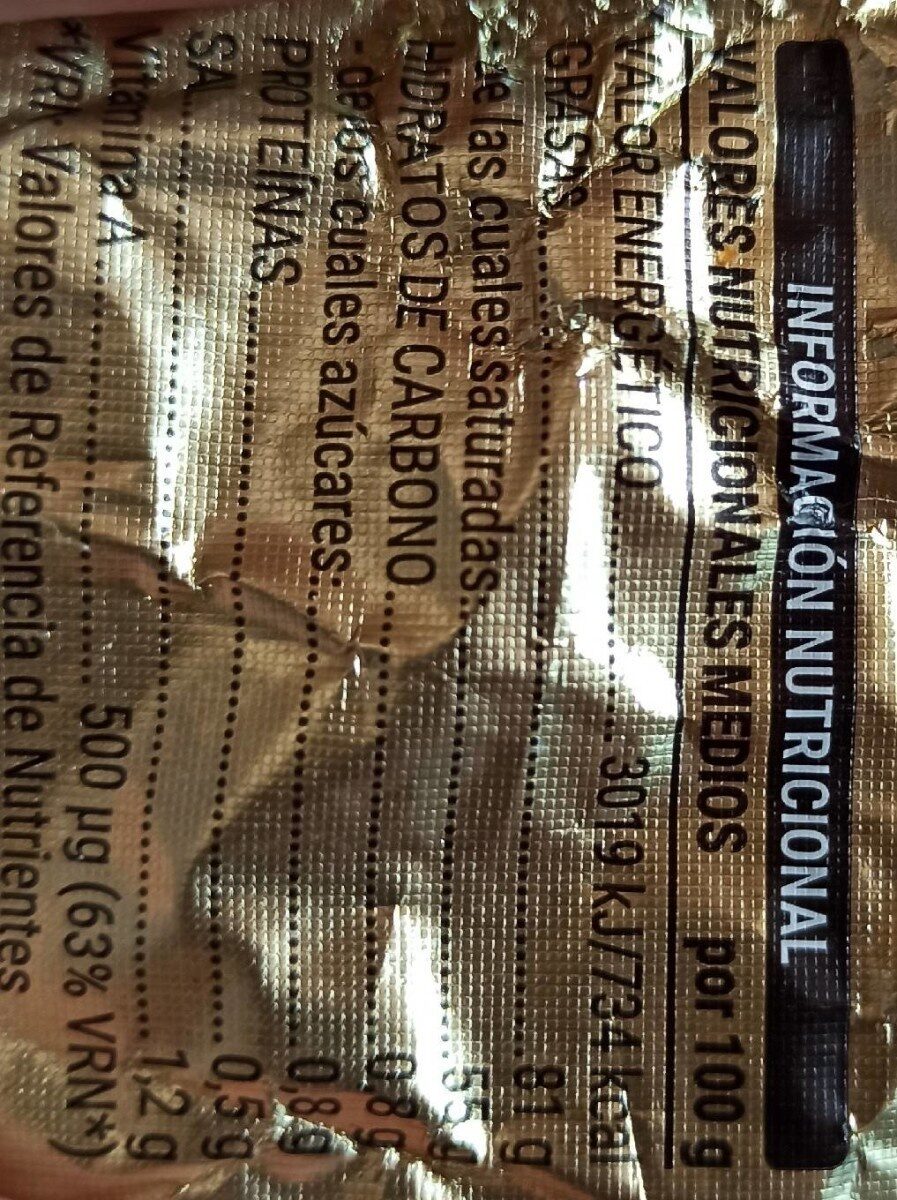 INFORMACIÓN NUTRICIONAL
VALORES NUTRICIONALES MEDIOS por 100 g
VALOR ENERGÉTICO 3019 kJ/734 kcal
GRASAS 81 g
- de las cuales saturadas
HIDRATOS DE CARBONO 0,8 g
- de los cuales azúcares 0,8 g
PROTEÍNAS 0,5 g
SAL 1,2 g
Vitamina A 500 µg (63% VRN*)
*VRN. Valores de Referencia de Nutrientes